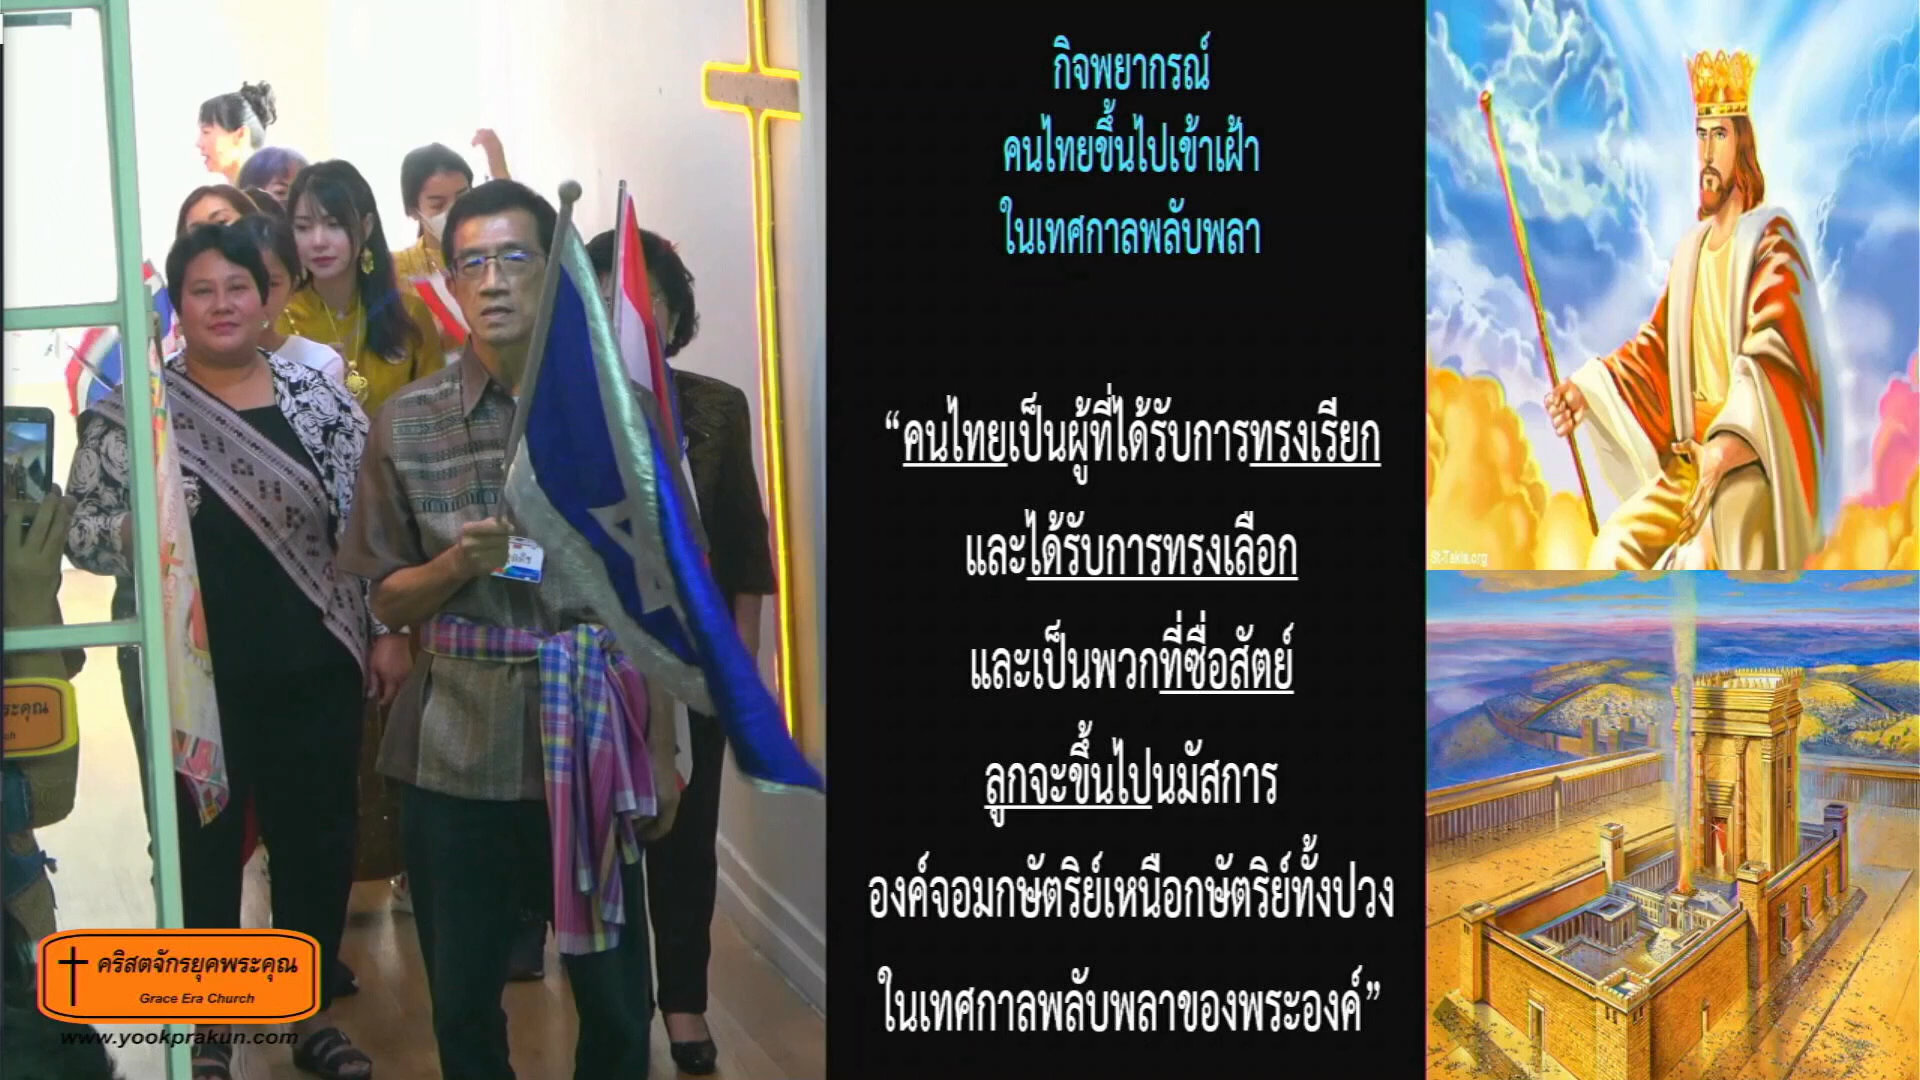 กิจพยากรณ์
คนไทยขึ้นไปเข้าเฝ้า
ในเทศกาลพลับพลา
“คนไทยเป็นผู้ที่ได้รับการทรงเรียก
และได้รับการทรงเลือก
และเป็นพวกที่ซื่อสัตย์
ลูกจะขึ้นไปนมัสการ
องค์จอมกษัตริย์เหนือกษัตริย์ทั้งปวง
ในเทศกาลพลับพลาของพระองค์”
St-Takla.org
คริสตจักรยุคพระคุณ
Grace Era Church
www.yookprakun.com